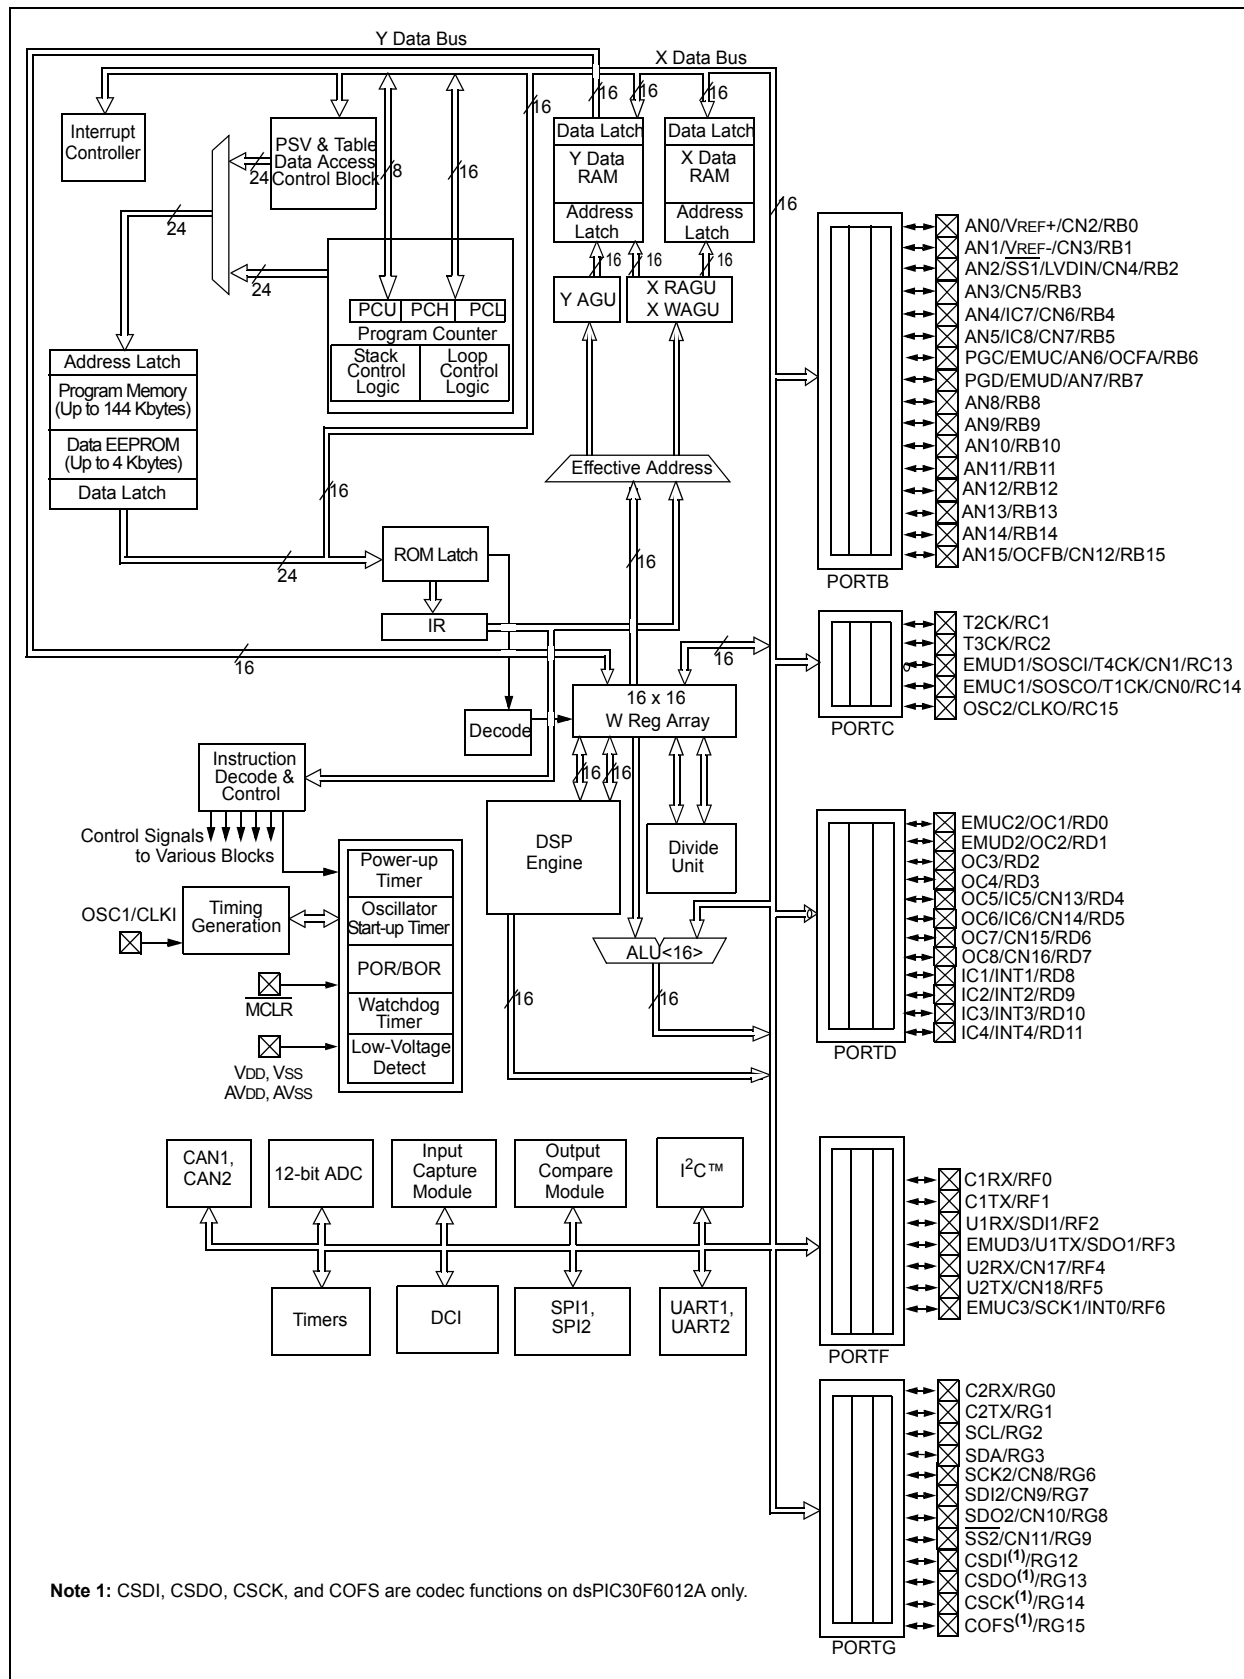 Y Data Bus
X Data Bus
16
16
16
16
Interrupt
Controller
PSV & Table
Data Access
Control Block
24
8
16
24
24
Data Latch
Y Data
RAM
Address
Latch
Data Latch
X Data
RAM
Address
Latch
16
16
16
16
Y AGU
X RAGU
X WAGU
PCU
PCH
PCL
Program Counter
Stack
Control
Logic
Loop
Control
Logic
Address Latch
Program Memory
(Up to 144 Kbytes)
Data EEPROM
(Up to 4 Kbytes)
Data Latch
16
24
Effective Address
16
ROM Latch
IR
16
16
16 x 16
W Reg Array
Decode
16
16
Instruction
Decode &
Control
Control Signals
to Various Blocks
DSP
Engine
Divide
Unit
OSC1/CLKI
Timing
Generation
Power-up
Timer
Oscillator
Start-up Timer
POR/BOR
Watchdog
Timer
Low-Voltage
Detect
MCLR
VDD, VSS
AVDD, AVSS
ALU<16>
16
16
CAN1,
CAN2
12-bit ADC
Input
Capture
Module
Output
Compare
Module
I2C™
Timers
DCI
SPI1,
SPI2
UART1,
UART2
AN0/VREF+/CN2/RB0
AN1/VREF-/CN3/RB1
AN2/SS1/LVDIN/CN4/RB2
AN3/CN5/RB3
AN4/IC7/CN6/RB4
AN5/IC8/CN7/RB5
PGC/EMUC/AN6/OCFA/RB6
PGD/EMUD/AN7/RB7
AN8/RB8
AN9/RB9
AN10/RB10
AN11/RB11
AN12/RB12
AN13/RB13
AN14/RB14
AN15/OCFB/CN12/RB15
PORTB
T2CK/RC1
T3CK/RC2
EMUD1/SOSCI/T4CK/CN1/RC13
EMUC1/SOSCO/T1CK/CN0/RC14
OSC2/CLKO/RC15
PORTC
EMUC2/OC1/RD0
EMUD2/OC2/RD1
OC3/RD2
OC4/RD3
OC5/IC5/CN13/RD4
OC6/IC6/CN14/RD5
OC7/CN15/RD6
OC8/CN16/RD7
IC1/INT1/RD8
IC2/INT2/RD9
IC3/INT3/RD10
IC4/INT4/RD11
PORTD
C1RX/RF0
C1TX/RF1
U1RX/SDI1/RF2
EMUD3/U1TX/SDO1/RF3
U2RX/CN17/RF4
U2TX/CN18/RF5
EMUC3/SCK1/INT0/RF6
PORTF
C2RX/RG0
C2TX/RG1
SCL/RG2
SDA/RG3
SCK2/CN8/RG6
SDI2/CN9/RG7
SDO2/CN10/RG8
SS2/CN11/RG9
CSDI(1)/RG12
CSDO(1)/RG13
CSCK(1)/RG14
COFS(1)/RG15
PORTG
Note 1: CSDI, CSDO, CSCK, and COFS are codec functions on dsPIC30F6012A only.